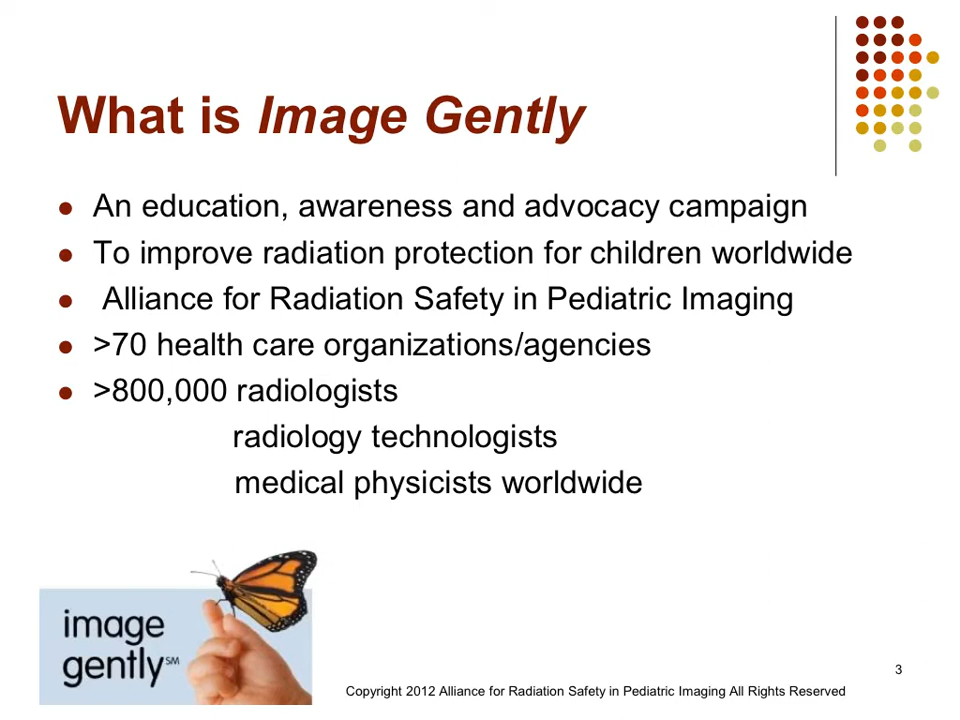 What is Image Gently
An education, awareness and advocacy campaign
To improve radiation protection for children worldwide
Alliance for Radiation Safety in Pediatric Imaging
>70 health care organizations/agencies
>800,000 radiologists
radiology technologists
medical physicists worldwide
image
gently℠
3
Copyright 2012 Alliance for Radiation Safety in Pediatric Imaging All Rights Reserved